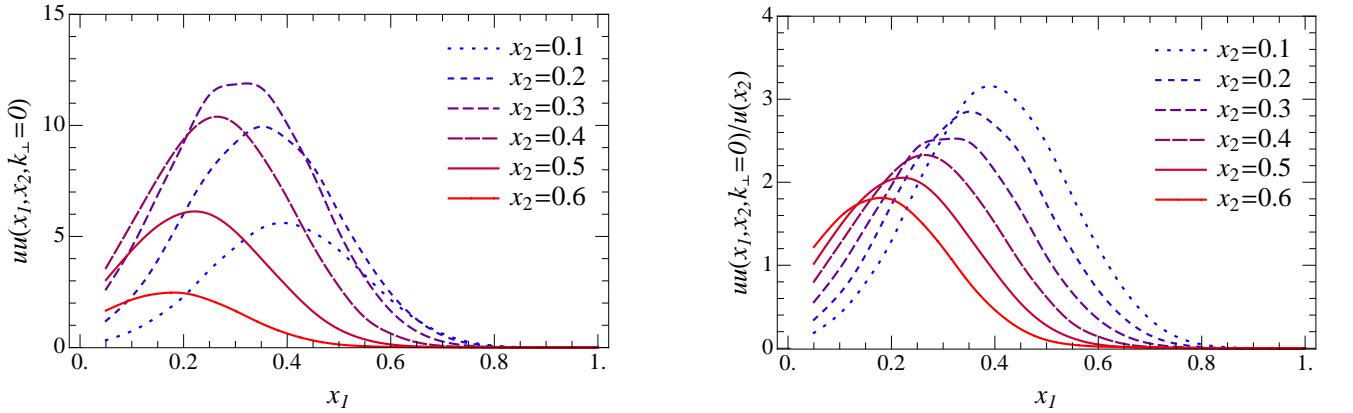 uu(x₁,x₂,k⊥=0)
15
10
5
0
0.
0.2
0.4
0.6
0.8
1.
x₁
x₂=0.1
x₂=0.2
x₂=0.3
x₂=0.4
x₂=0.5
x₂=0.6
uu(x₁,x₂,k⊥=0)/u(x₂)
4
3
2
1
0
0.
0.2
0.4
0.6
0.8
1.
x₁
x₂=0.1
x₂=0.2
x₂=0.3
x₂=0.4
x₂=0.5
x₂=0.6